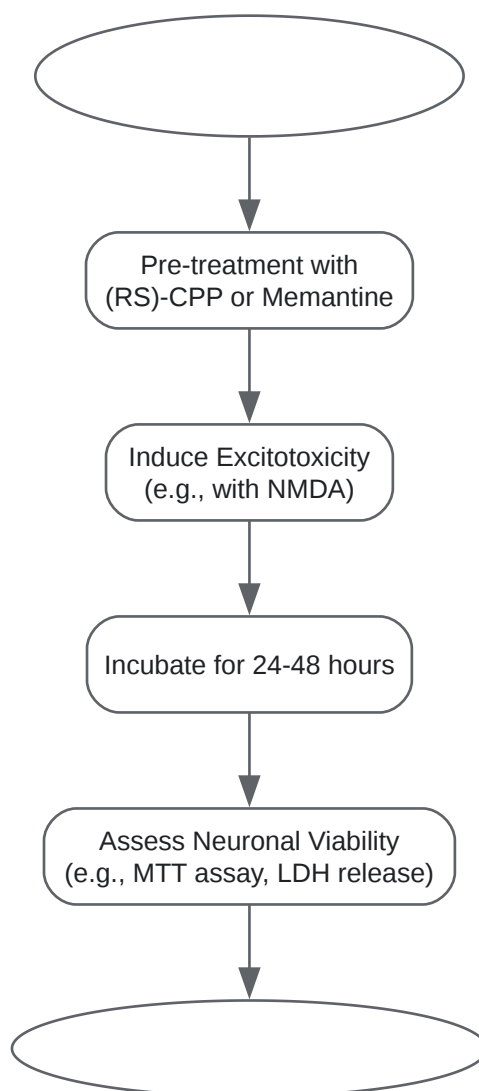 Pre-treatment with
(RS)-CPP or Memantine
Induce Excitotoxicity
(e.g., with NMDA)
Incubate for 24-48 hours
Assess Neuronal Viability
(e.g., MTT assay, LDH release)